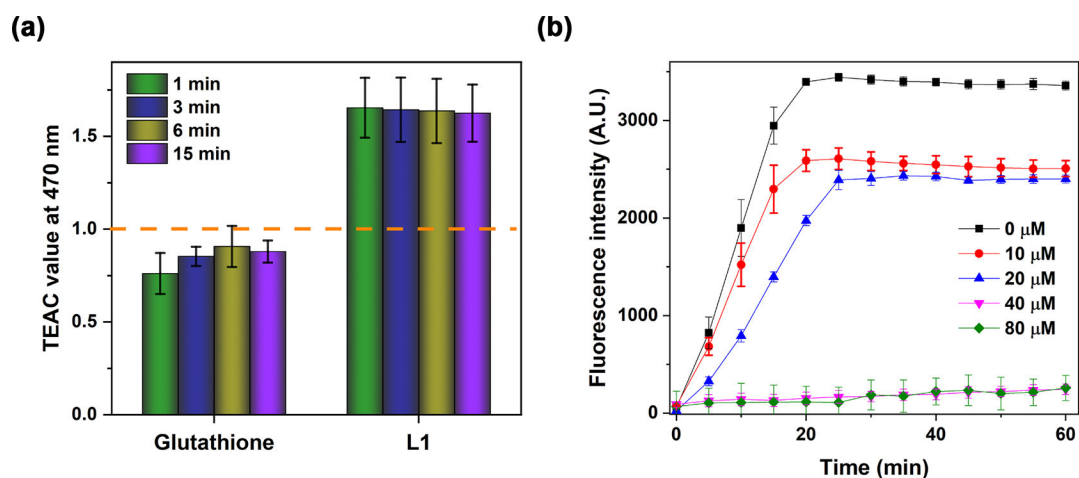 (a)
TEAC value at 470 nm
1.5
1.0
0.5
0.0
1 min
3 min
6 min
15 min
Glutathione
L1
(b)
Fluorescence intensity (A.U.)
3000
2000
1000
0
0 μM
10 μM
20 μM
40 μM
80 μM
0 20 40 60
Time (min)